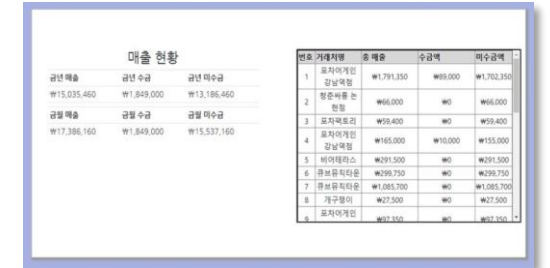 매출 현황
금년 매출 금년 수금 금년 미수금
₩15,035,460 ₩1,849,000 ₩13,186,460
금월 매출 금월 수금 금월 미수금
₩17,386,160 ₩1,849,000 ₩15,537,160
번호 거래처명 총 매출 수금액 미수금액
1 포차어게인 강남역점 ₩1,791,350 ₩89,000 ₩1,702,350
2 청춘싸롱 논현점 ₩66,000 ₩0 ₩66,000
3 포차팩토리 ₩59,400 ₩0 ₩59,400
4 포차어게인 강남역점 ₩165,000 ₩10,000 ₩155,000
5 비어테라스 ₩291,500 ₩0 ₩291,500
6 큐브뮤직타운 ₩299,750 ₩0 ₩299,750
7 큐브뮤직타운 ₩1,085,700 ₩0 ₩1,085,700
8 개구쟁이 ₩27,500 ₩0 ₩27,500
9 포차어게인 ₩97,350 ₩0 ₩97,350